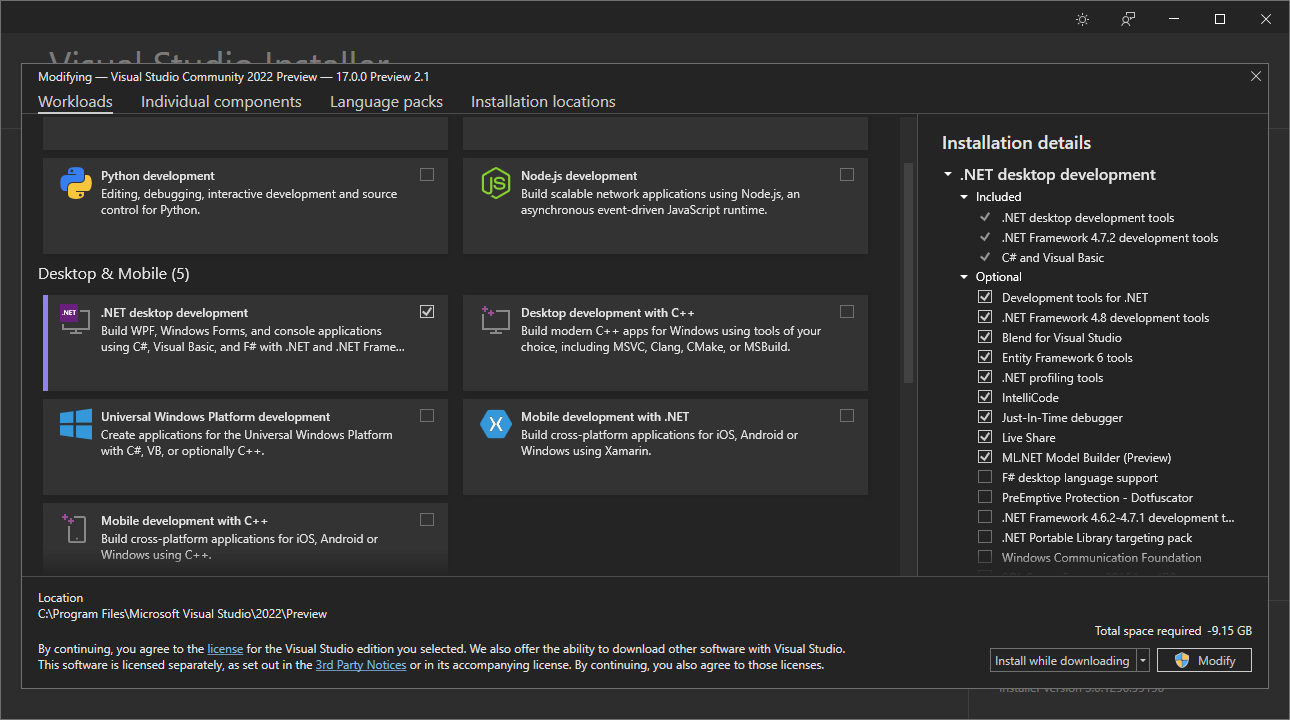 Visual Studio Installer
Modifying — Visual Studio Community 2022 Preview — 17.0.0 Preview 2.1
Workloads
Individual components
Language packs
Installation locations
Python development
Editing, debugging, interactive development and source
control for Python.
Node.js development
Build scalable network applications using Node.js, an
asynchronous event-driven JavaScript runtime.
Desktop & Mobile (5)
.NET
.NET desktop development
Build WPF, Windows Forms, and console applications
using C#, Visual Basic, and F# with .NET and .NET Frame...
Desktop development with C++
Build modern C++ apps for Windows using tools of your
choice, including MSVC, Clang, CMake, or MSBuild.
Universal Windows Platform development
Create applications for the Universal Windows Platform
with C#, VB, or optionally C++.
Mobile development with .NET
Build cross-platform applications for iOS, Android or
Windows using Xamarin.
Mobile development with C++
Build cross-platform applications for iOS, Android or
Windows using C++.
Installation details
.NET desktop development
Included
.NET desktop development tools
.NET Framework 4.7.2 development tools
C# and Visual Basic
Optional
Development tools for .NET
.NET Framework 4.8 development tools
Blend for Visual Studio
Entity Framework 6 tools
.NET profiling tools
IntelliCode
Just-In-Time debugger
Live Share
ML.NET Model Builder (Preview)
F# desktop language support
PreEmptive Protection - Dotfuscator
.NET Framework 4.6.2-4.7.1 development t...
.NET Portable Library targeting pack
Windows Communication Foundation
Location
C:\Program Files\Microsoft Visual Studio\2022\Preview
By continuing, you agree to the license for the Visual Studio edition you selected. We also offer the ability to download other software with Visual Studio.
This software is licensed separately, as set out in the 3rd Party Notices or in its accompanying license. By continuing, you also agree to those licenses.
Total space required -9.15 GB
Install while downloading
Modify